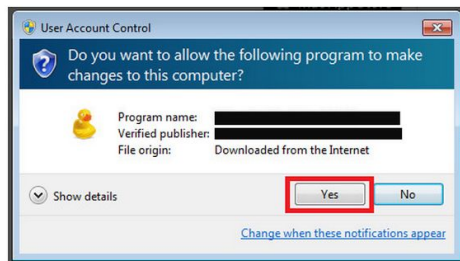 User Account Control
Do you want to allow the following program to make
changes to this computer?
Program name:
Verified publisher:
File origin: Downloaded from the Internet
Show details
Yes
No
Change when these notifications appear